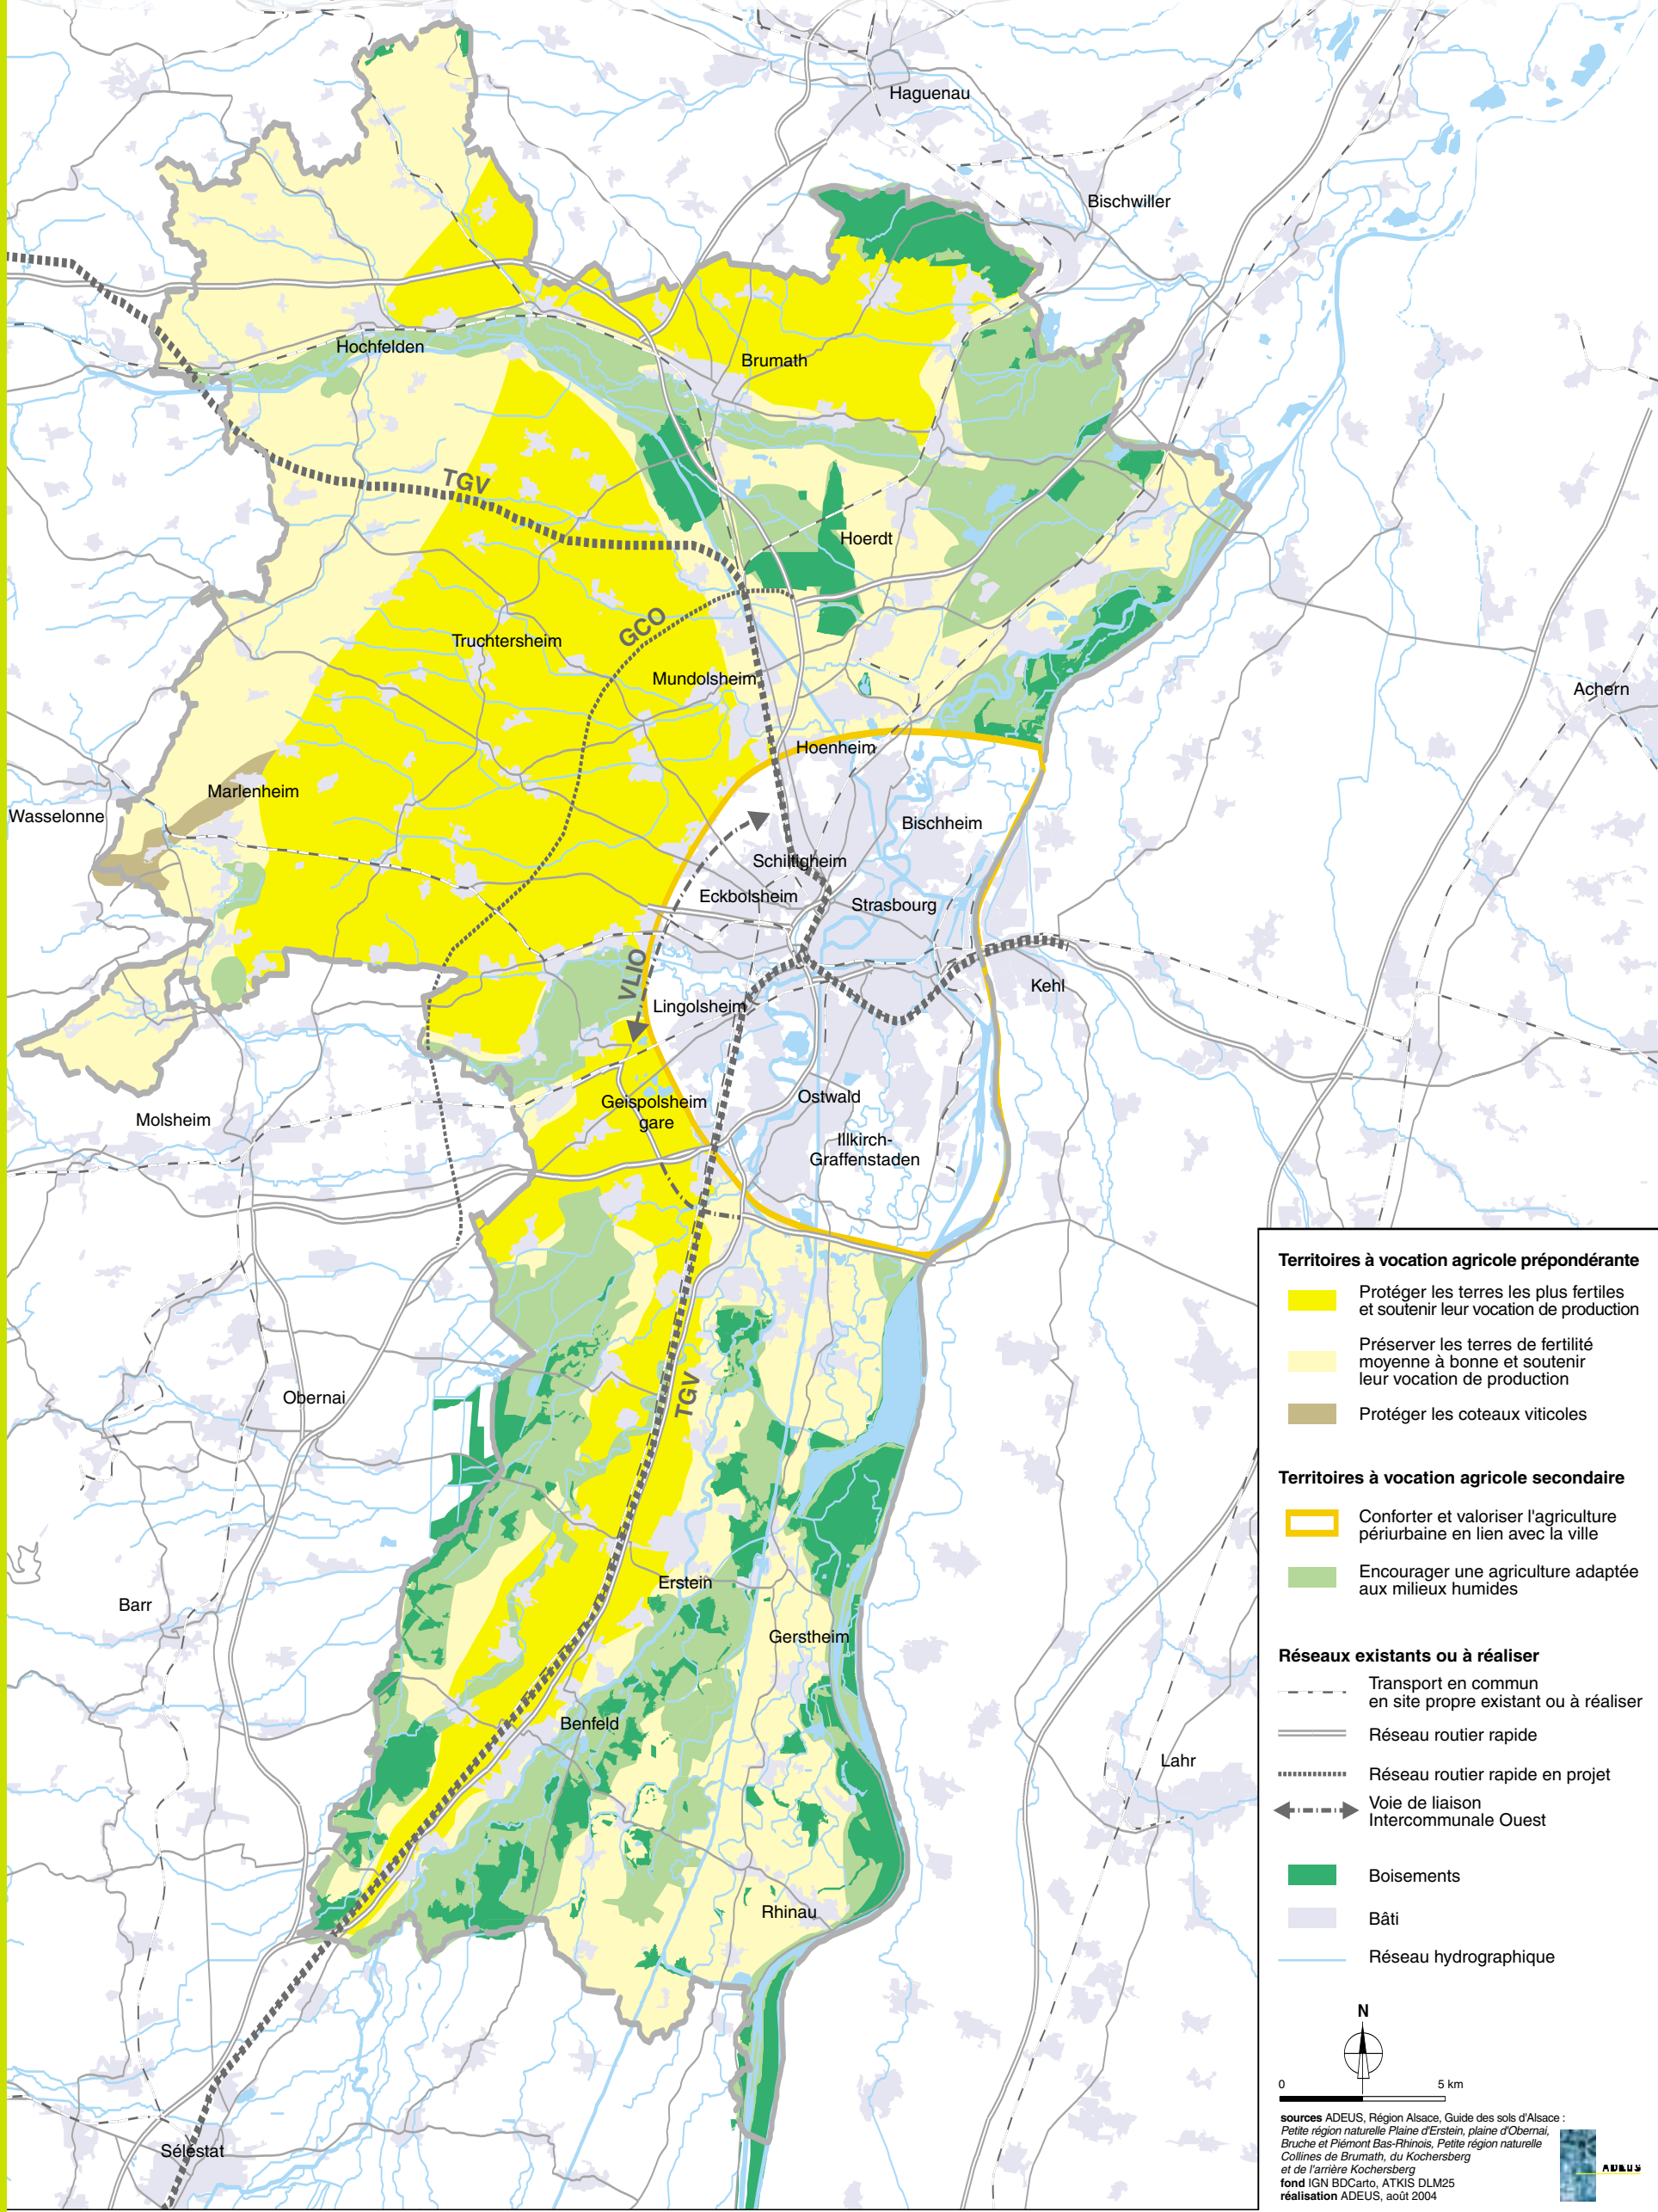 Haguenau
Bischwiller
Hochfelden
Brumath
TGV
Hoerdt
GCO
Truchtersheim
Mundolsheim
Achern
Hoenheim
Marlenheim
Wasselonne
Bischheim
Schiltigheim
Eckbolsheim
Strasbourg
VLIO
Kehl
Lingolsheim
Ostwald
Geispolsheim
gare
Molsheim
Illkirch-
Graffenstaden
TGV
Obernai
Erstein
Barr
Gerstheim
Benfeld
Lahr
Rhinau
Sélestat
Territoires à vocation agricole prépondérante
Protéger les terres les plus fertiles
et soutenir leur vocation de production
Préserver les terres de fertilité
moyenne à bonne et soutenir
leur vocation de production
Protéger les coteaux viticoles
Territoires à vocation agricole secondaire
Conforter et valoriser l'agriculture
périurbaine en lien avec la ville
Encourager une agriculture adaptée
aux milieux humides
Réseaux existants ou à réaliser
Transport en commun
en site propre existant ou à réaliser
Réseau routier rapide
Réseau routier rapide en projet
Voie de liaison
Intercommunale Ouest
Boisements
Bâti
Réseau hydrographique
N
0 5 km
sources ADEUS, Région Alsace, Guide des sols d'Alsace :
Petite région naturelle Plaine d'Erstein, plaine d'Obernai,
Bruche et Piémont Bas-Rhinois, Petite région naturelle
Collines de Brumath, du Kochersberg
et de l'arrière Kochersberg
fond IGN BDCarto, ATKIS DLM25
réalisation ADEUS, août 2004
ADEUS